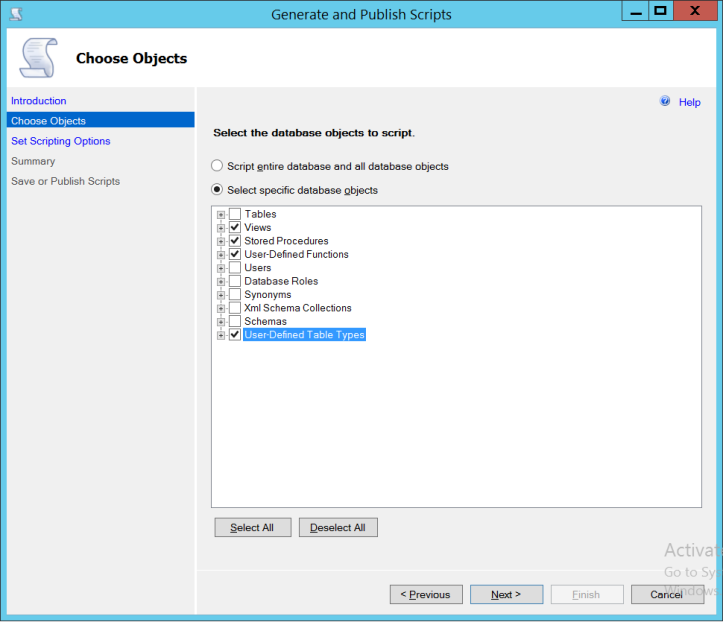 Generate and Publish Scripts
X
Choose Objects
Introduction
Choose Objects
Set Scripting Options
Summary
Save or Publish Scripts
Help
Select the database objects to script.
Script entire database and all database objects
Select specific database objects
Tables
Views
Stored Procedures
User-Defined Functions
Users
Database Roles
Synonyms
Xml Schema Collections
Schemas
User-Defined Table Types
Select All
Deselect All
Activat
Go to Sy
Windows
< Previous
Next >
Finish
Cancel